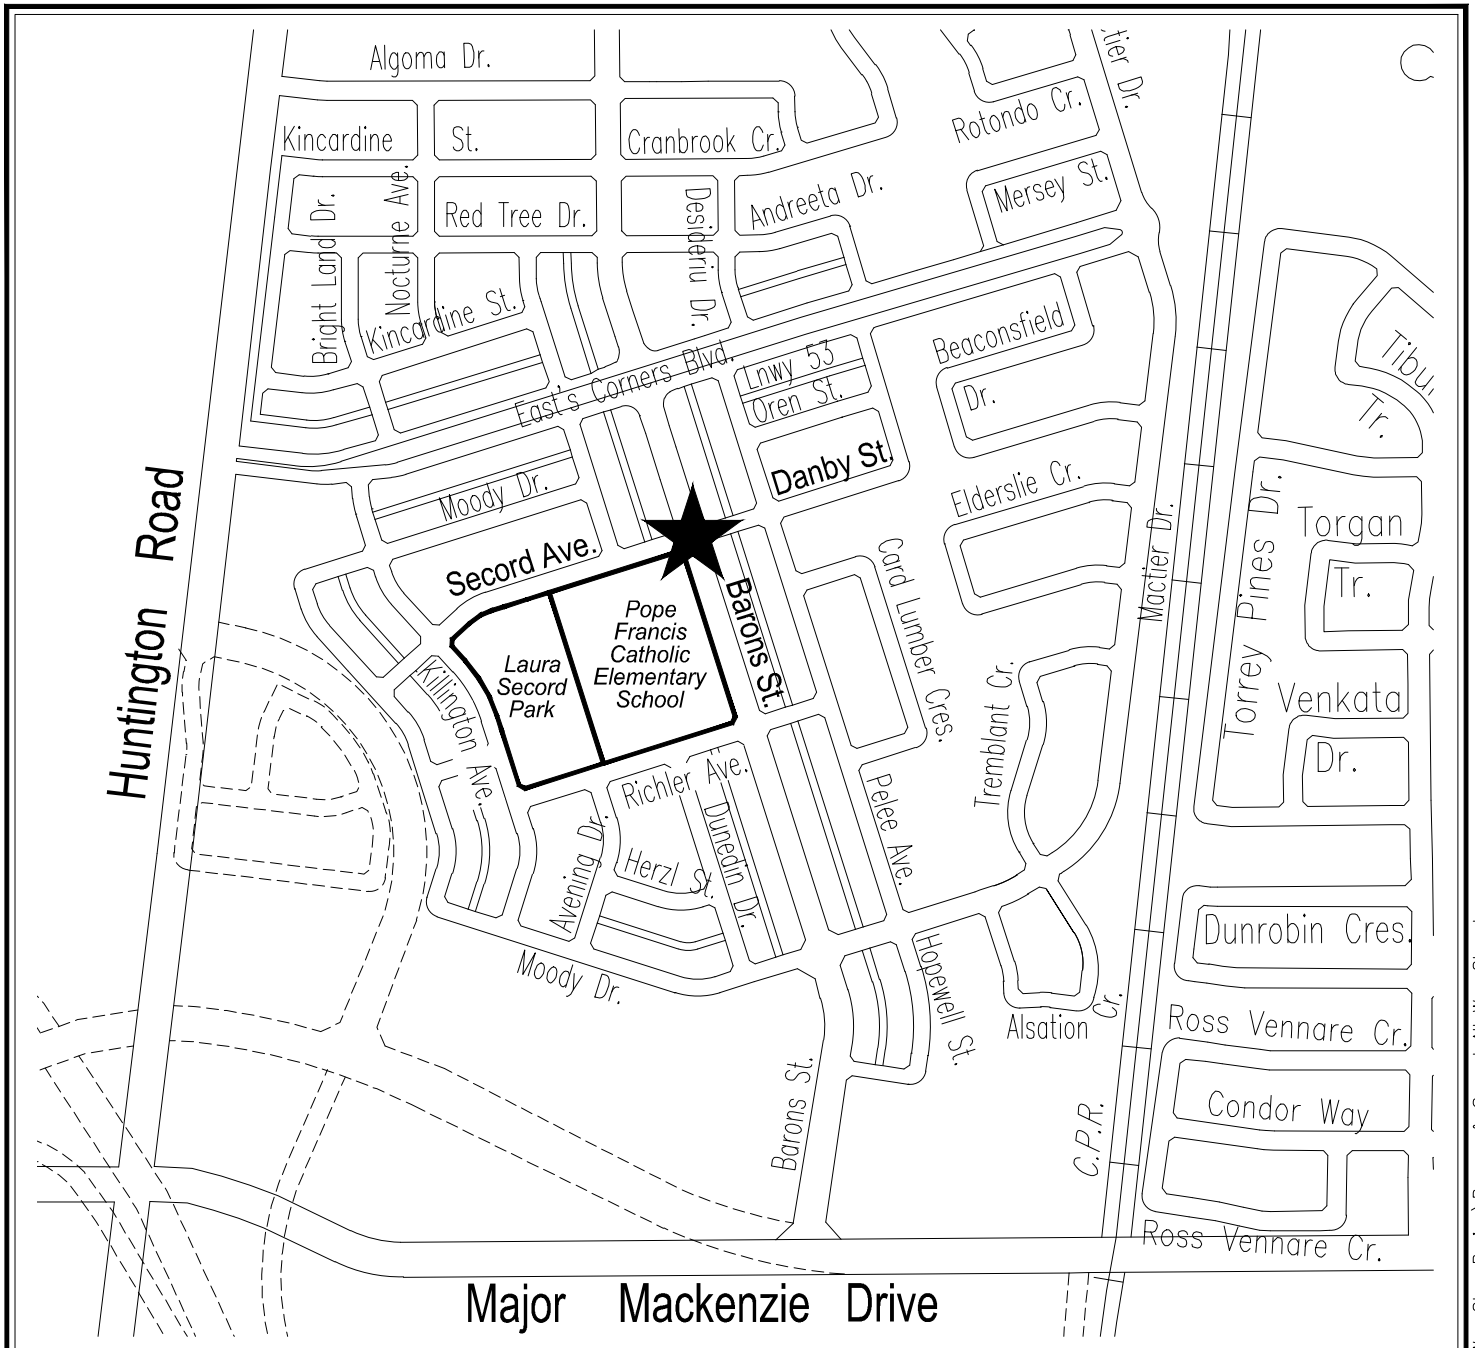 Algoma Dr.
tier Dr.
Rotondo Cr.
Kincardine St.
Cranbrook Cr.
Mersey St.
Andreeta Dr.
Red Tree Dr.
Bright Land Dr.
Nocturne Ave.
Desideriu Dr.
Kincardine St.
East's Corners Blvd.
Lnwy 53
Oren St.
Beaconsfield
Dr.
Tr.
Danby St.
Moody Dr.
Elderslie Cr.
Huntington Road
Secord Ave.
Barons St.
Card Lumber Cres.
Mactier Dr.
Torrey Pines Dr.
Torgan
Tr.
Pope
Francis
Catholic
Elementary
School
Laura
Secord
Park
Killington Ave.
Tremblant Cr.
Venkata
Dr.
Richler Ave.
Dunedin Dr.
Pelee Ave.
Avening Dr.
Herzl St.
Moody Dr.
Hopewell St.
Dunrobin Cres.
Alsation Cr.
Ross Vennare Cr.
Barons St.
Condor Way
C.P.R.
Ross Vennare Cr.
Major Mackenzie Drive